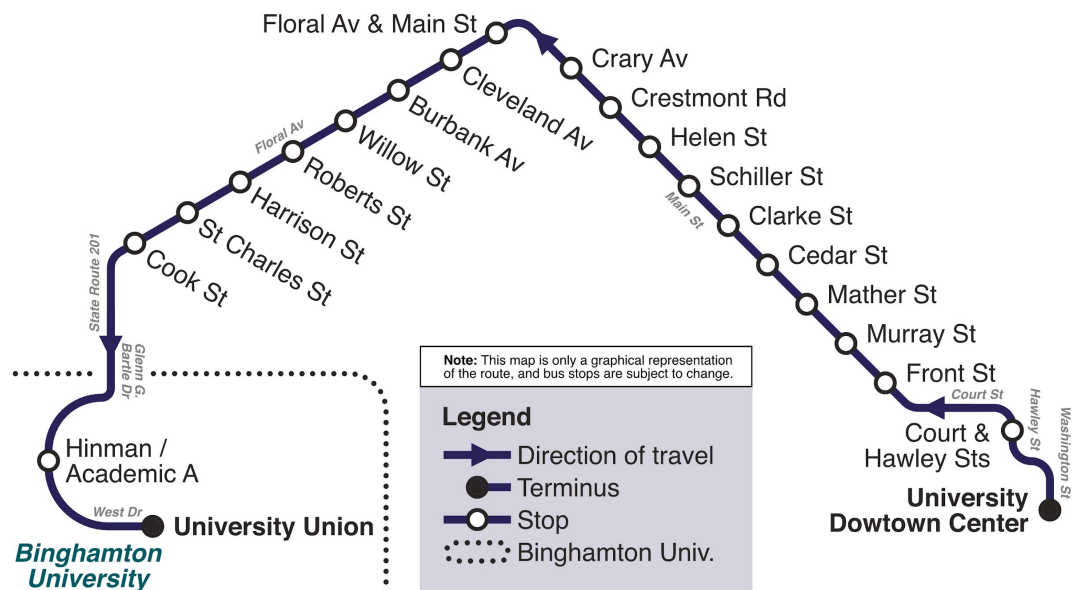 Floral Av & Main St
Crary Av
Cleveland Av
Crestmont Rd
Burbank Av
Helen St
Willow St
Floral Av
Roberts St
Schiller St
Main St
Harrison St
Clarke St
St Charles St
Cedar St
Cook St
State Route 201
Mather St
Murray St
Glenn G.
Bartle Dr
Note: This map is only a graphical representation
of the route, and bus stops are subject to change.
Front St
Court St
Hawley St
Washington St
Court &
Hawley Sts
University
Dowtown Center
Legend
Direction of travel
Terminus
Stop
Binghamton Univ.
Hinman /
Academic A
West Dr
University Union
Binghamton
University